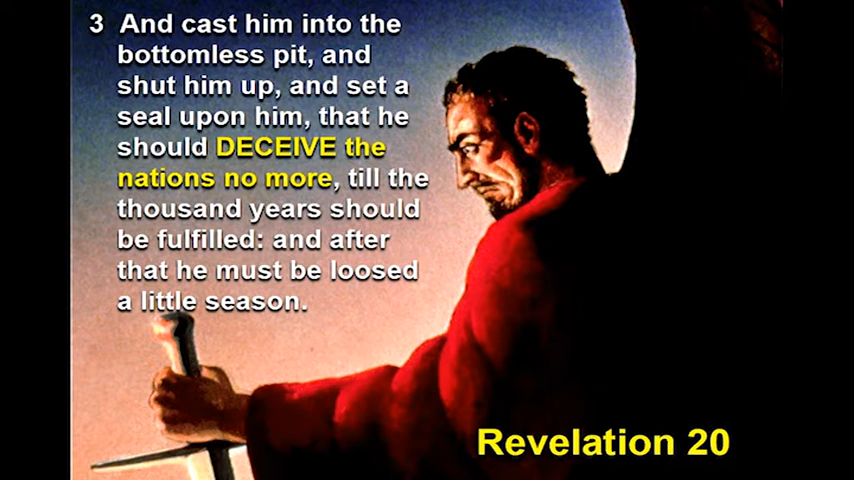 3 And cast him into the
bottomless pit, and
shut him up, and set a
seal upon him, that he
should DECEIVE the
nations no more, till the
thousand years should
be fulfilled: and after
that he must be loosed
a little season.
Revelation 20